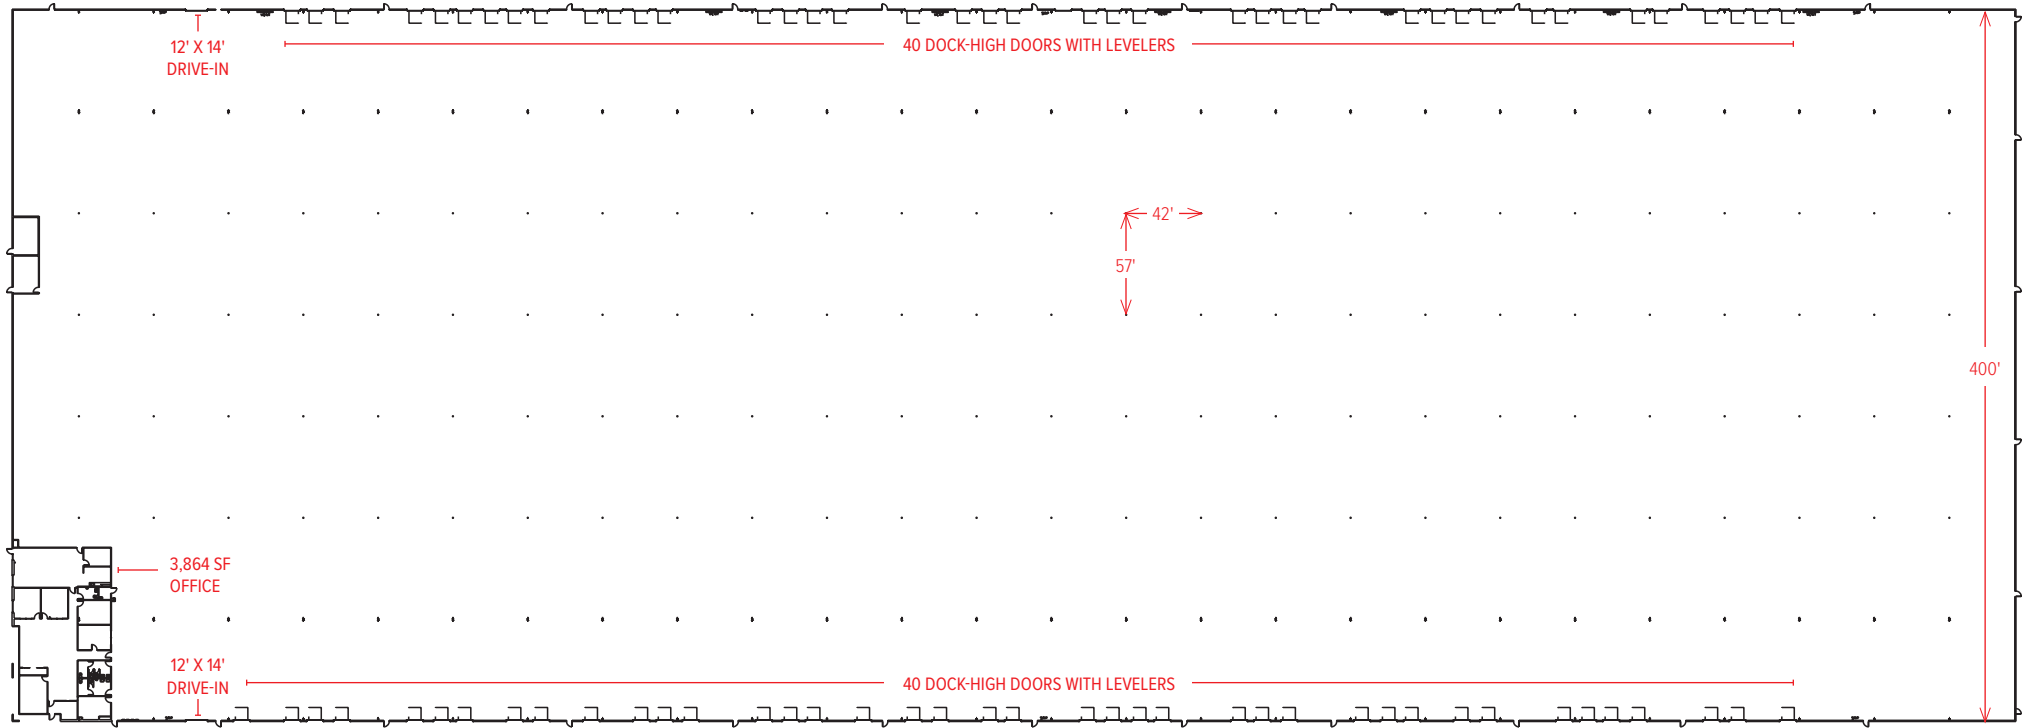 12' X 14'
DRIVE-IN
40 DOCK-HIGH DOORS WITH LEVELERS
42'
57'
400'
3,864 SF
OFFICE
12' X 14'
DRIVE-IN
40 DOCK-HIGH DOORS WITH LEVELERS